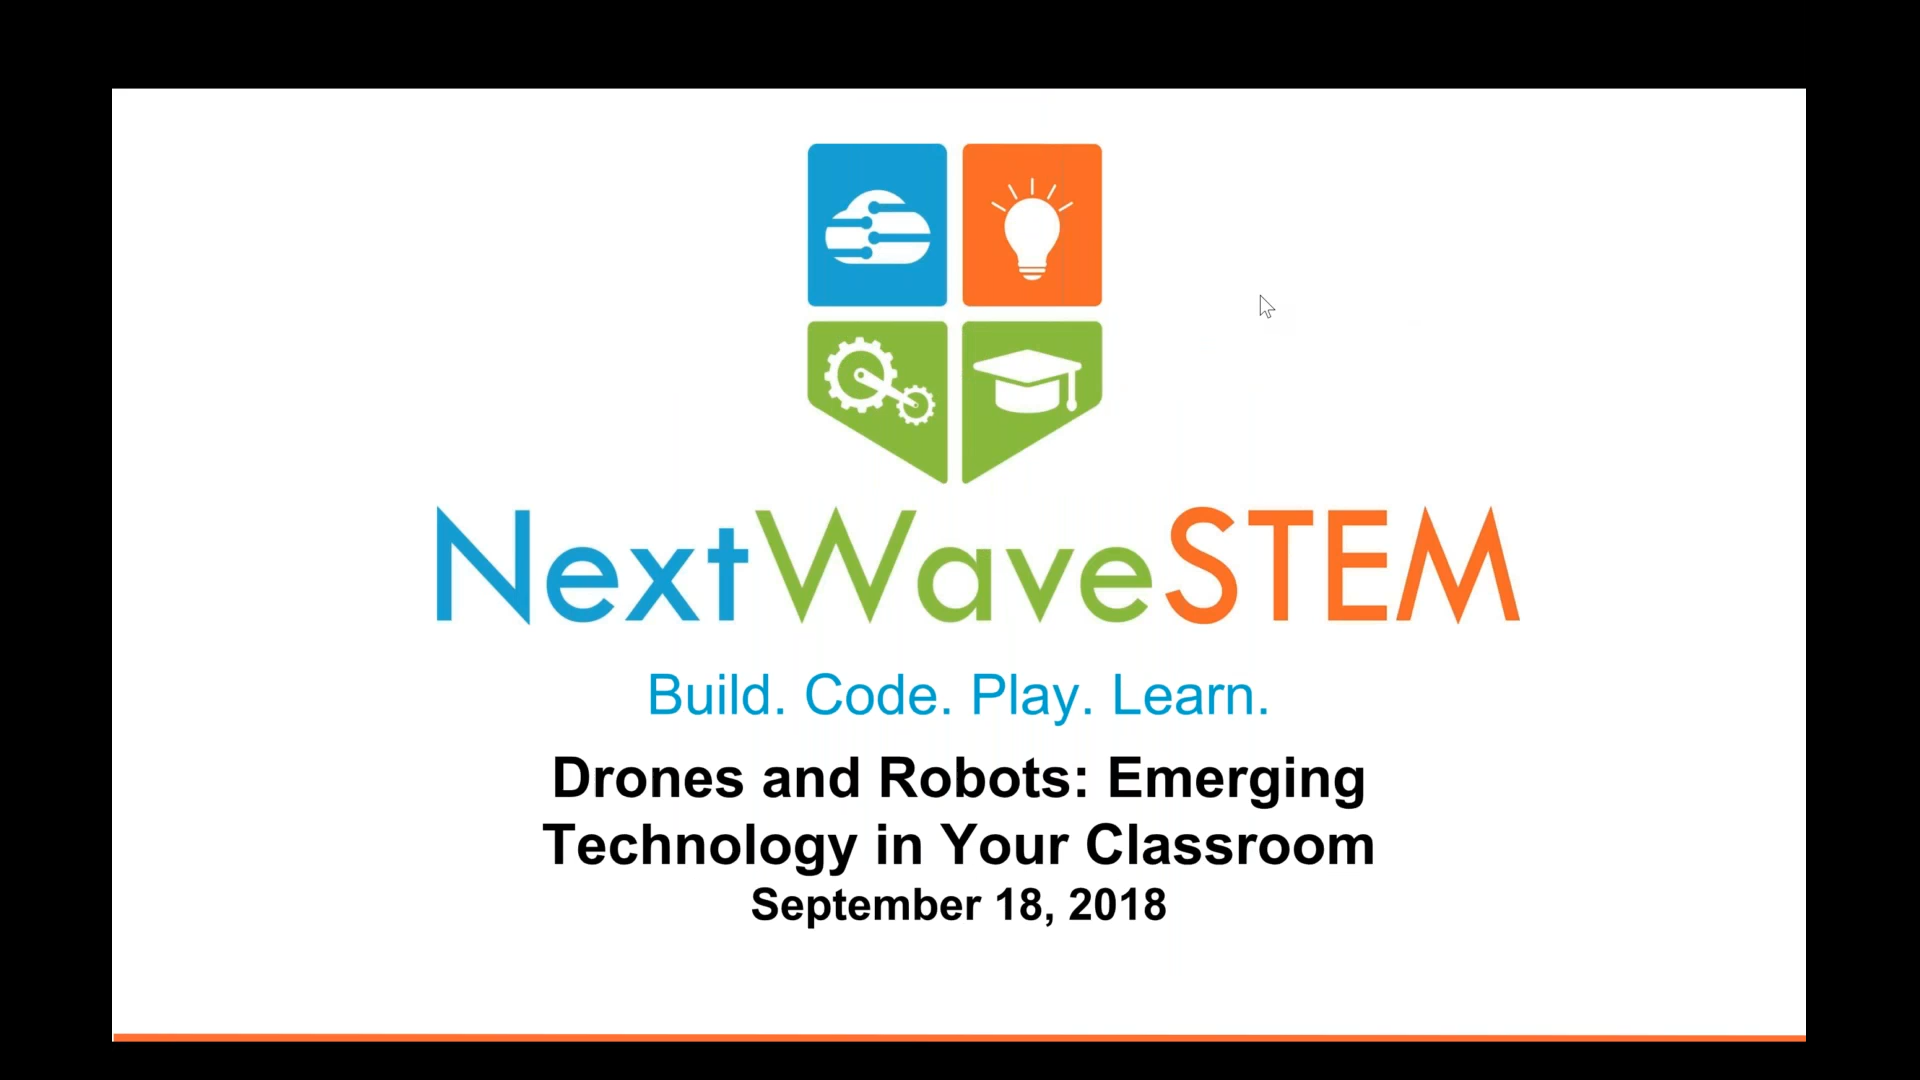 NextWaveSTEM
Build. Code. Play. Learn.
Drones and Robots: Emerging
Technology in Your Classroom
September 18, 2018